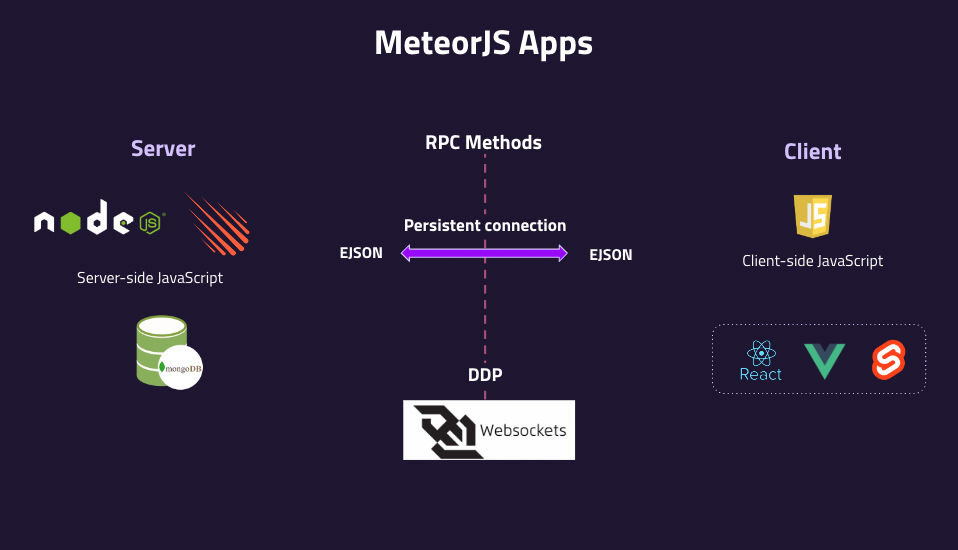 MeteorJS Apps
Server
RPC Methods
Client
node
JS
JS
Persistent connection
EJSON
EJSON
Server-side JavaScript
Client-side JavaScript
mongoDB
React
DDP
Websockets